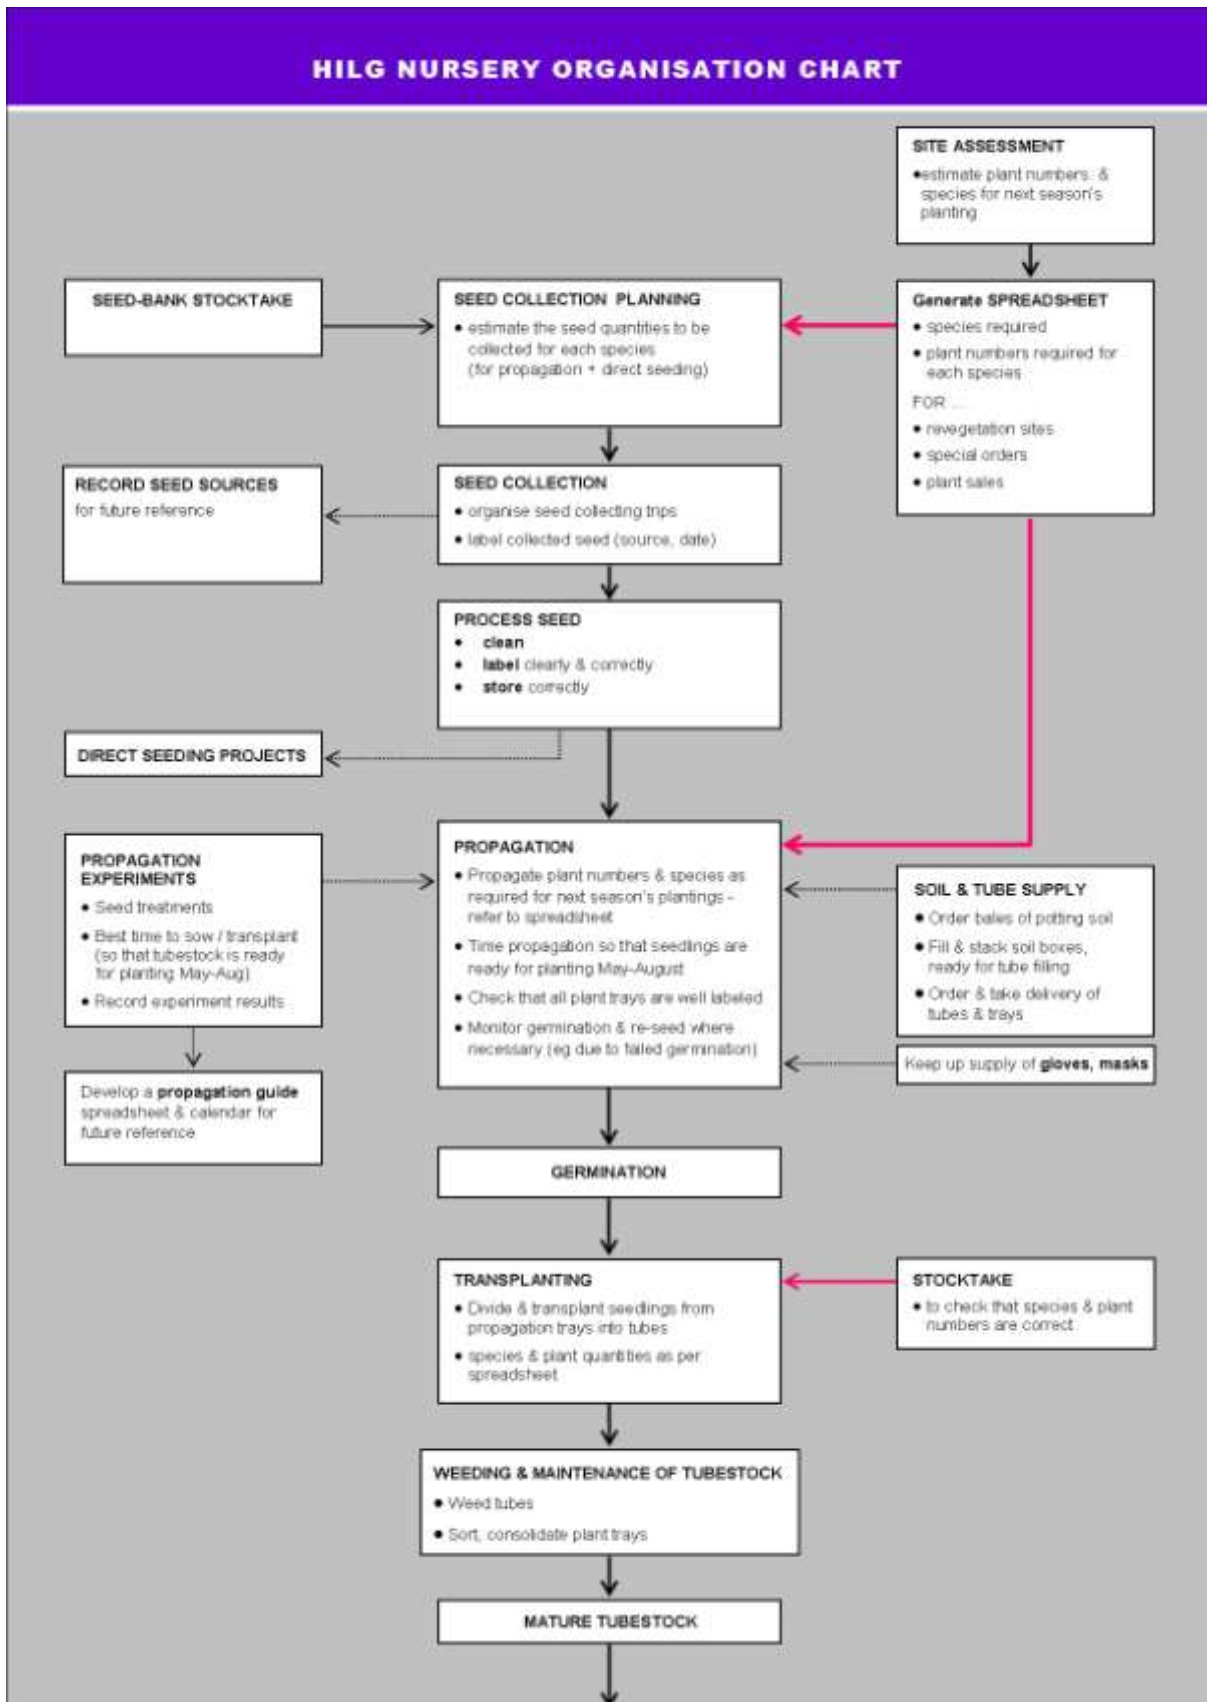 HILG NURSERY ORGANISATION CHART
SITE ASSESSMENT
●estimate plant numbers: &
species for next season's
planting
SEED-BANK STOCKTAKE
SEED COLLECTION PLANNING
● estimate the seed quantities to be
collected for each species
(for propagation + direct seeding)
Generate SPREADSHEET
● species required
● plant numbers required for
each species
FOR ...
● revegetation sites
● special orders
● plant sales
RECORD SEED SOURCES
for future reference
SEED COLLECTION
● organise seed collecting trips
● label collected seed (source, date)
PROCESS SEED
● clean
● label clearly & correctly
● store correctly
DIRECT SEEDING PROJECTS
PROPAGATION
EXPERIMENTS
● Seed treatments
● Best time to sow / transplant
(so that tubestock is ready
for planting May-Aug)
● Record experiment results
PROPAGATION
● Propagate plant numbers & species as
required for next season's plantings –
refer to spreadsheet
● Time propagation so that seedlings are
ready for planting May-August
● Check that all plant trays are well labeled
● Monitor germination & re-seed where
necessary (eg due to failed germination)
SOIL & TUBE SUPPLY
● Order bales of potting soil
● Fill & stack soil boxes,
ready for tube filling
● Order & take delivery of
tubes & trays
Keep up supply of gloves, masks
Develop a propagation guide
spreadsheet & calendar for
future reference
GERMINATION
TRANSPLANTING
● Divide & transplant seedlings from
propagation trays into tubes
● species & plant quantities as per
spreadsheet
STOCKTAKE
● to check that species & plant
numbers are correct
WEEDING & MAINTENANCE OF TUBESTOCK
● Weed tubes
● Sort, consolidate plant trays
MATURE TUBESTOCK